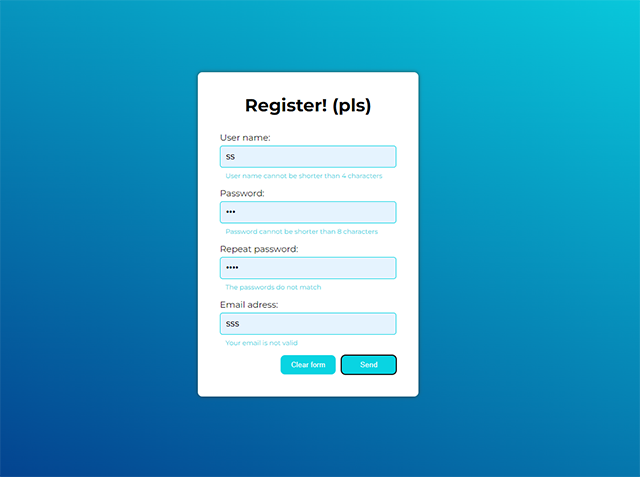 Register! (pls)
User name:
ss
User name cannot be shorter than 4 characters
Password:
•••
Password cannot be shorter than 8 characters
Repeat password:
••••
The passwords do not match
Email adress:
sss
Your email is not valid
Clear form
Send